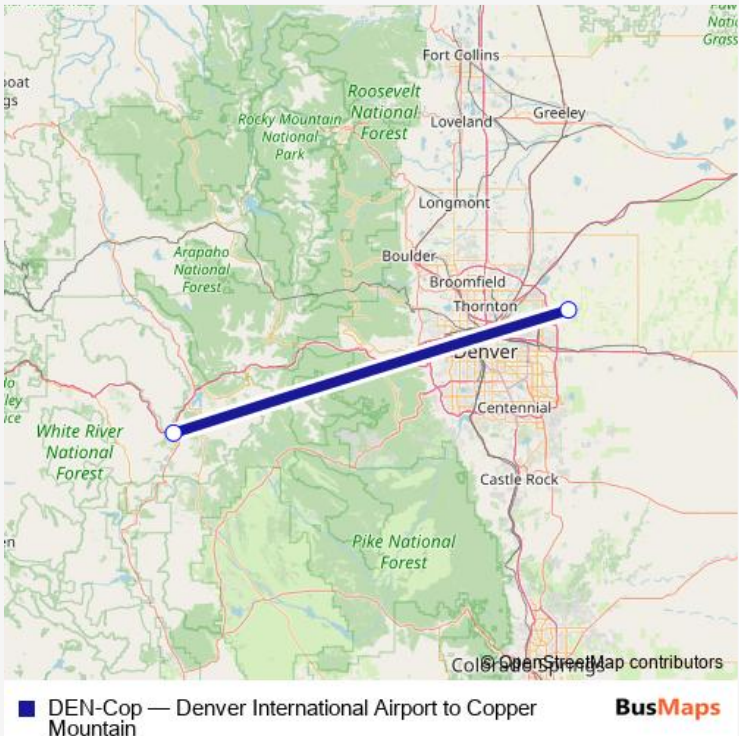 Fort Collins
Roosevelt
National
Forest
Greeley
Rocky Mountain
National
Park
Loveland
Longmont
Boulder
Arapaho
National
Forest
Broomfield
Thornton
Denver
White River
National
Forest
Centennial
Castle Rock
Pike National
Forest
© OpenStreetMap contributors
DEN-Cop — Denver International Airport to Copper
Mountain
BusMaps